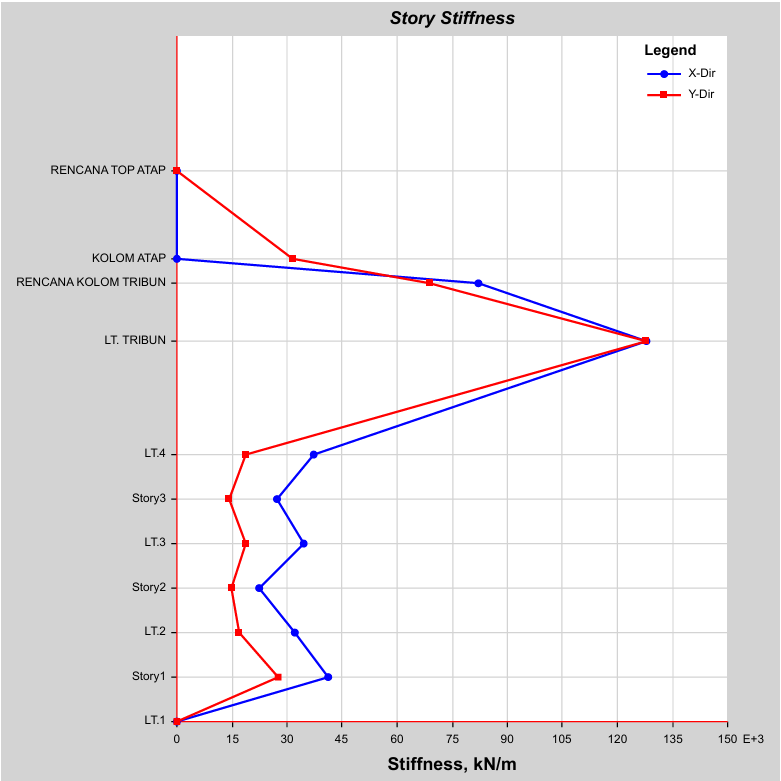 Story Stiffness
Legend
X-Dir
Y-Dir
RENCANA TOP ATAP
KOLOM ATAP
RENCANA KOLOM TRIBUN
LT. TRIBUN
LT.4
Story3
LT.3
Story2
LT.2
Story1
LT.1
0 15 30 45 60 75 90 105 120 135 150 E+3
Stiffness, kN/m